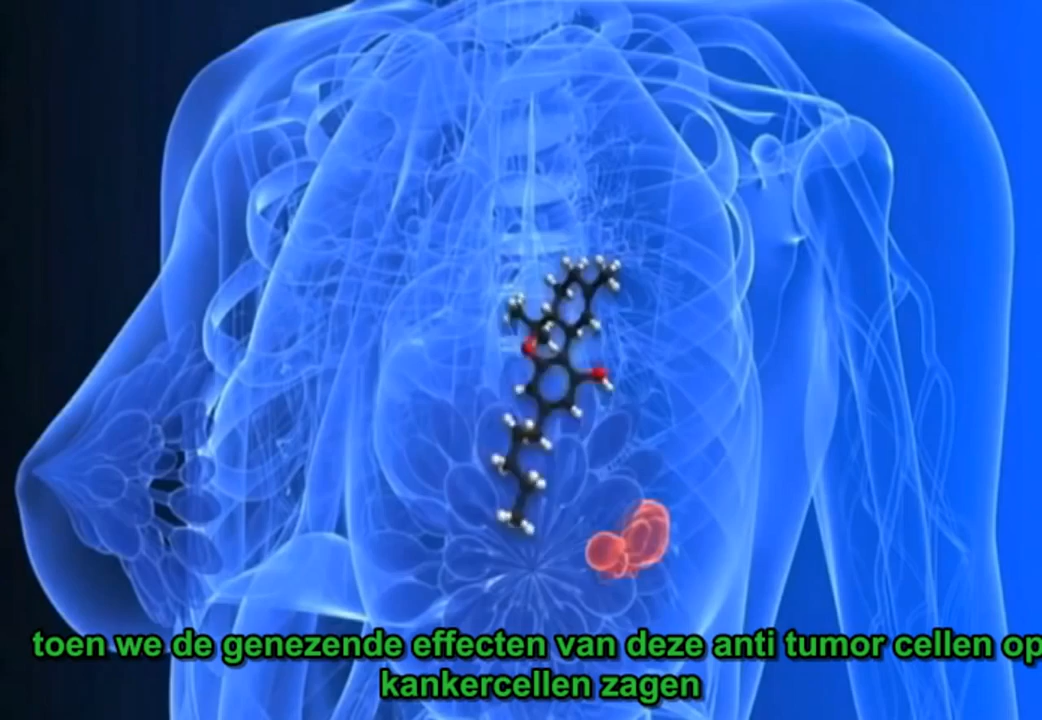 toen we de genezende effecten van deze anti tumor cellen op
kankercellen zagen